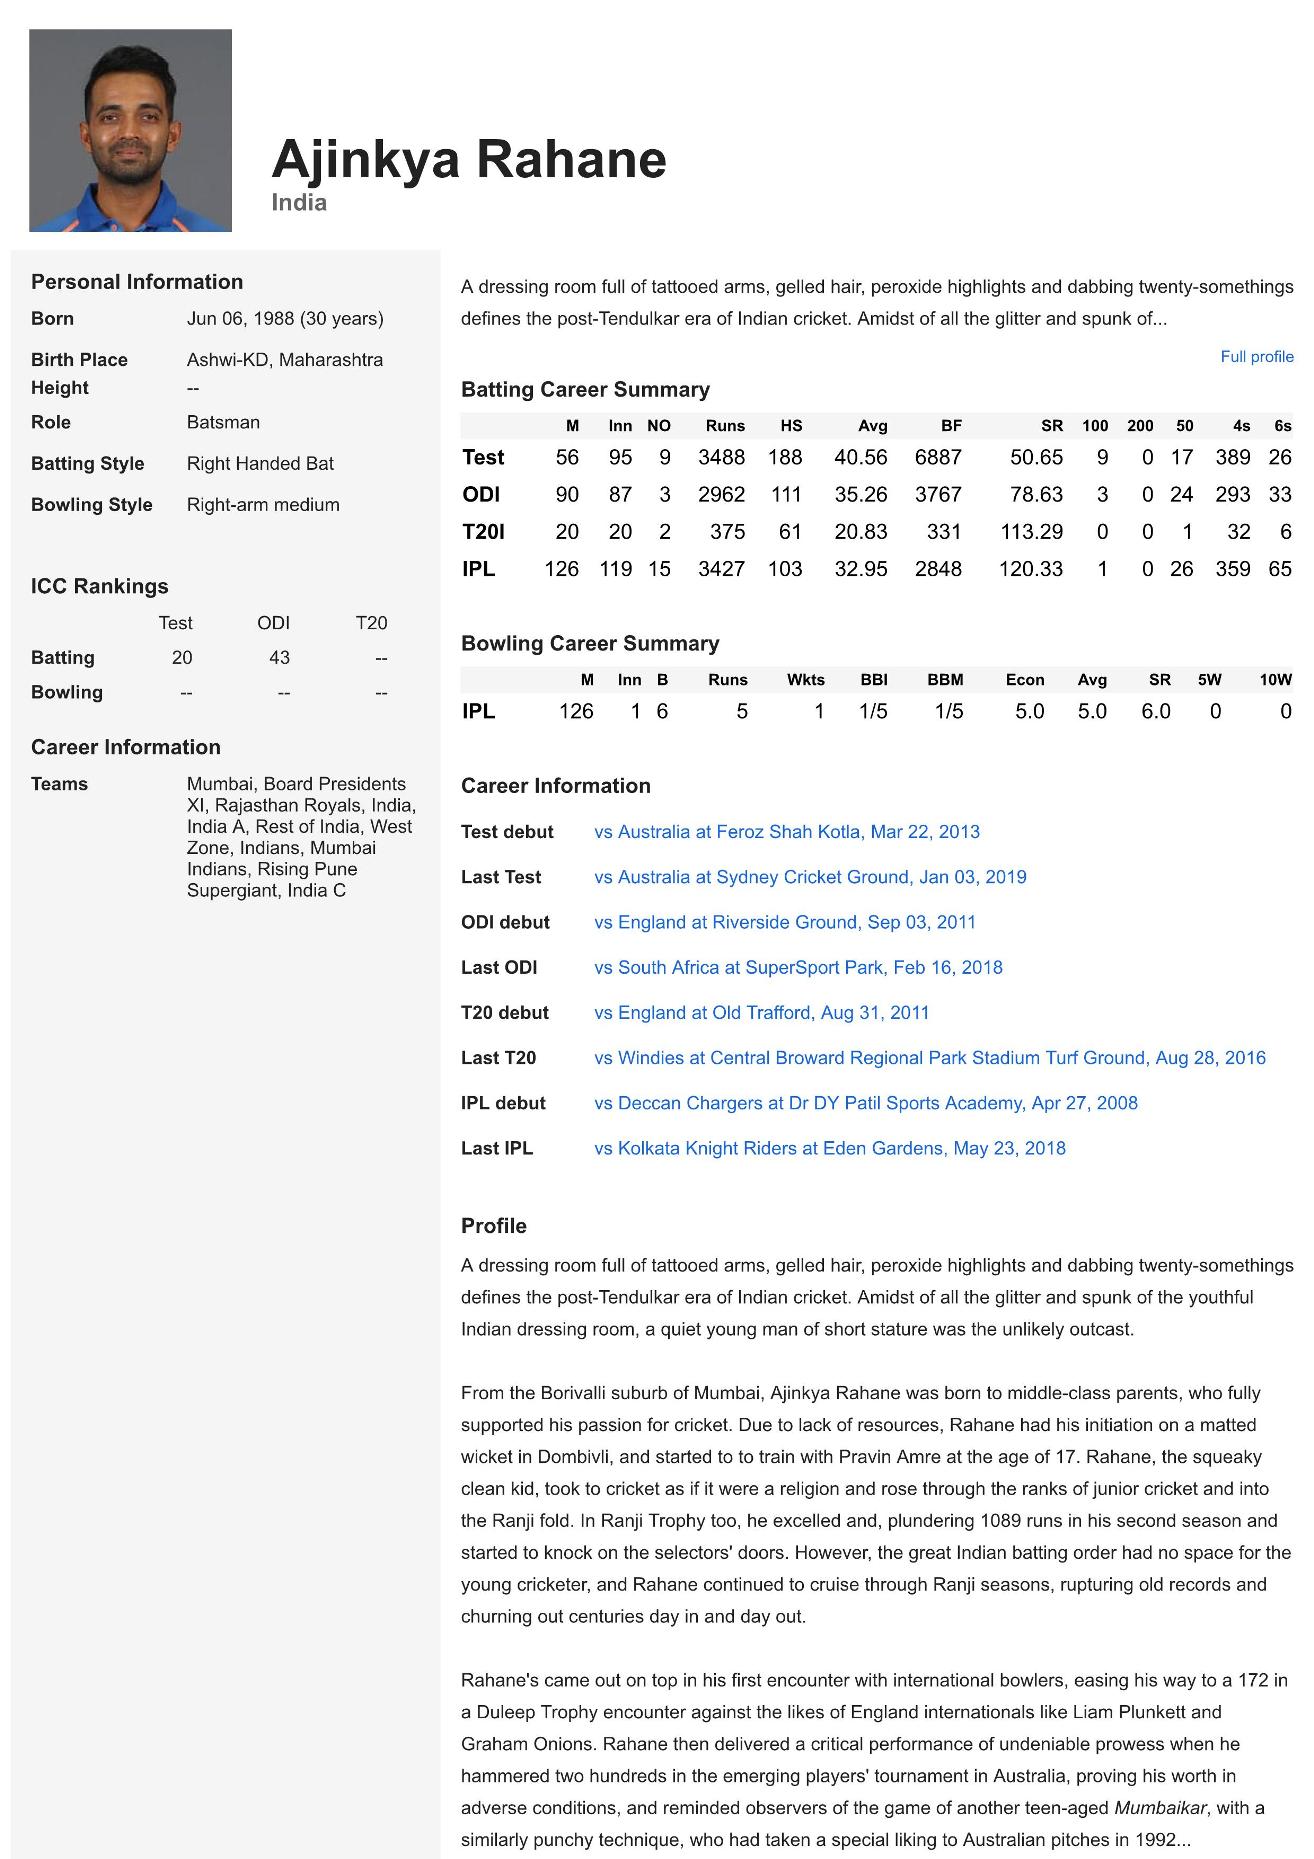 Ajinkya Rahane
India
Personal Information
Born Jun 06, 1988 (30 years)
Birth Place Ashwi-KD, Maharashtra
Height --
Role Batsman
Batting Style Right Handed Bat
Bowling Style Right-arm medium
ICC Rankings
Test ODI T20
Batting 20 43 --
Bowling -- -- --
Career Information
Teams Mumbai, Board Presidents
XI, Rajasthan Royals, India,
India A, Rest of India, West
Zone, Indians, Mumbai
Indians, Rising Pune
Supergiant, India C
A dressing room full of tattooed arms, gelled hair, peroxide highlights and dabbing twenty-somethings
defines the post-Tendulkar era of Indian cricket. Amidst of all the glitter and spunk of...
Full profile
Batting Career Summary
M Inn NO Runs HS Avg BF SR 100 200 50 4s 6s
Test 56 95 9 3488 188 40.56 6887 50.65 9 0 17 389 26
ODI 90 87 3 2962 111 35.26 3767 78.63 3 0 24 293 33
T20I 20 20 2 375 61 20.83 331 113.29 0 0 1 32 6
IPL 126 119 15 3427 103 32.95 2848 120.33 1 0 26 359 65
Bowling Career Summary
M Inn B Runs Wkts BBI BBM Econ Avg SR 5W 10W
IPL 126 1 6 5 1 1/5 1/5 5.0 5.0 6.0 0 0
Career Information
Test debut vs Australia at Feroz Shah Kotla, Mar 22, 2013
Last Test vs Australia at Sydney Cricket Ground, Jan 03, 2019
ODI debut vs England at Riverside Ground, Sep 03, 2011
Last ODI vs South Africa at SuperSport Park, Feb 16, 2018
T20 debut vs England at Old Trafford, Aug 31, 2011
Last T20 vs Windies at Central Broward Regional Park Stadium Turf Ground, Aug 28, 2016
IPL debut vs Deccan Chargers at Dr DY Patil Sports Academy, Apr 27, 2008
Last IPL vs Kolkata Knight Riders at Eden Gardens, May 23, 2018
Profile
A dressing room full of tattooed arms, gelled hair, peroxide highlights and dabbing twenty-somethings
defines the post-Tendulkar era of Indian cricket. Amidst of all the glitter and spunk of the youthful
Indian dressing room, a quiet young man of short stature was the unlikely outcast.
From the Borivalli suburb of Mumbai, Ajinkya Rahane was born to middle-class parents, who fully
supported his passion for cricket. Due to lack of resources, Rahane had his initiation on a matted
wicket in Dombivli, and started to to train with Pravin Amre at the age of 17. Rahane, the squeaky
clean kid, took to cricket as if it were a religion and rose through the ranks of junior cricket and into
the Ranji fold. In Ranji Trophy too, he excelled and, plundering 1089 runs in his second season and
started to knock on the selectors' doors. However, the great Indian batting order had no space for the
young cricketer, and Rahane continued to cruise through Ranji seasons, rupturing old records and
churning out centuries day in and day out.
Rahane's came out on top in his first encounter with international bowlers, easing his way to a 172 in
a Duleep Trophy encounter against the likes of England internationals like Liam Plunkett and
Graham Onions. Rahane then delivered a critical performance of undeniable prowess when he
hammered two hundreds in the emerging players' tournament in Australia, proving his worth in
adverse conditions, and reminded observers of the game of another teen-aged Mumbaikar, with a
similarly punchy technique, who had taken a special liking to Australian pitches in 1992...